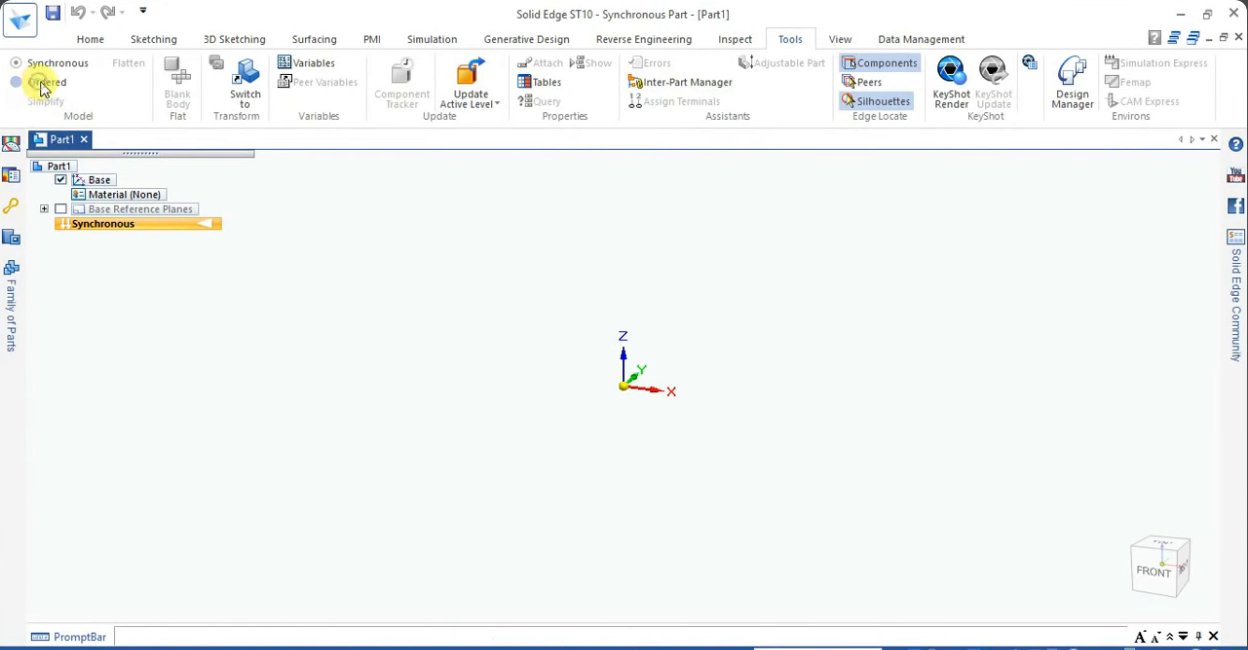 Solid Edge ST10 - Synchronous Part - [Part1]
Home Sketching 3D Sketching Surfacing PMI Simulation Generative Design Reverse Engineering Inspect Tools View Data Management
Synchronous Flatten
Ordered
Simplify
Model
Blank Body
Flat
Switch to
Transform
Variables
Peer Variables
Variables
Component Tracker
Update Active Level
Update
Attach Show
Tables
Query
Properties
Errors Adjustable Part
Inter-Part Manager
Assign Terminals
Assistants
Components
Peers
Silhouettes
Edge Locate
KeyShot Render
KeyShot Update
KeyShot
Design Manager
Simulation Express
Femap
CAM Express
Environs
Part1
Part1
Base
Material (None)
Base Reference Planes
Synchronous
Family of Parts
You Tube
Solid Edge Community
Z
Y
X
FRONT
PromptBar